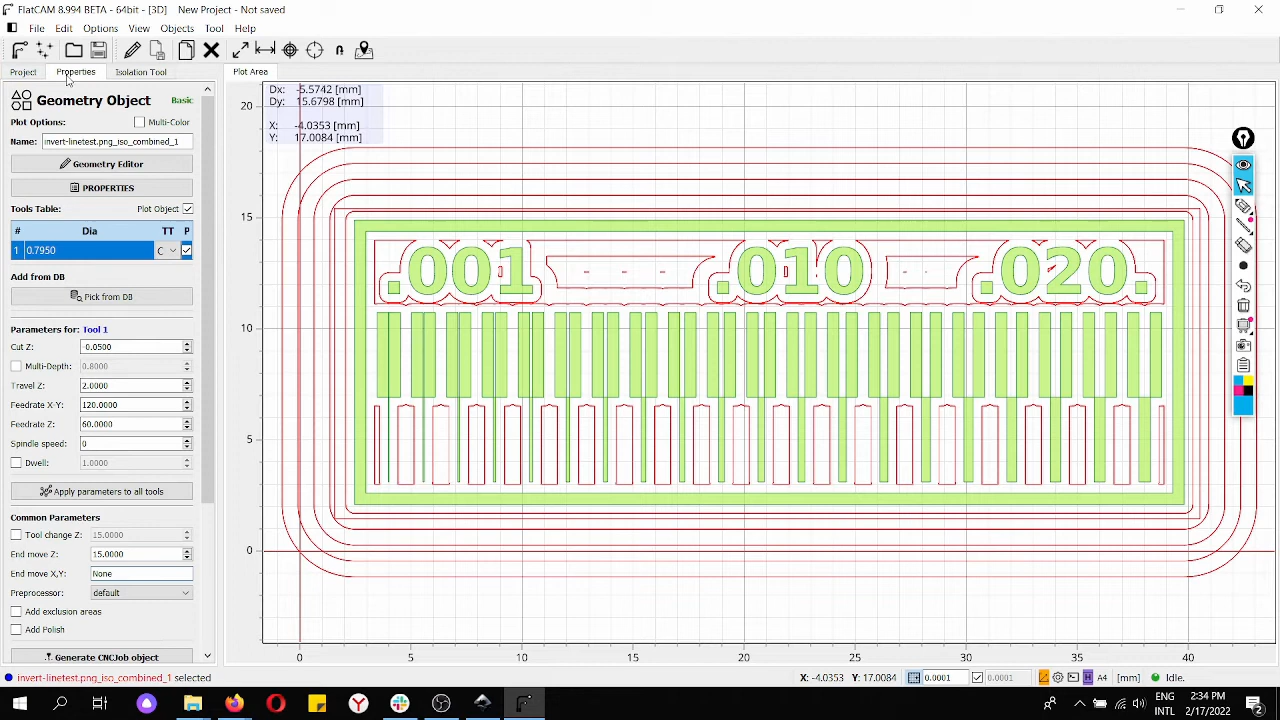 FlatCAM 8.994 BETA - 64bit - [3D] New Project - Not saved
File Edit Options View Objects Tool Help
Project Properties Isolation Tool
Plot Area
Geometry Object Basic
Plot Options: Multi-Color
Name: invert-linetest.png_iso_combined_1
Geometry Editor
PROPERTIES
Tools Table: Plot Object
# Dia TT P
1 0.7950 C
Add from DB
Pick from DB
Parameters for: Tool 1
Cut Z: -0.0500
Multi-Depth: 0.8000
Travel Z: 2.0000
Feedrate X-Y: 120.0000
Feedrate Z: 60.0000
Spindle speed: 0
Dwell: 1.0000
Apply parameters to all tools
Common Parameters
Tool change Z: 15.0000
End move Z: 15.0000
End move X,Y: None
Preprocessor: default
Add exclusion areas
Add Polish
Generate CNCJob object
Dx: -5.5742 [mm]
Dy: 15.6798 [mm]
X: -4.0353 [mm]
Y: 17.0084 [mm]
20
15
10
5
0
.001 .010 .020.
0 5 10 15 20 25 30 35 40
invert-linetest.png_iso_combined_1 selected
X: -4.0353 Y: 17.0084 0.0001 0.0001 A4 [mm] Idle.
ENG 2:34 PM
INTL 2/17/2022
2